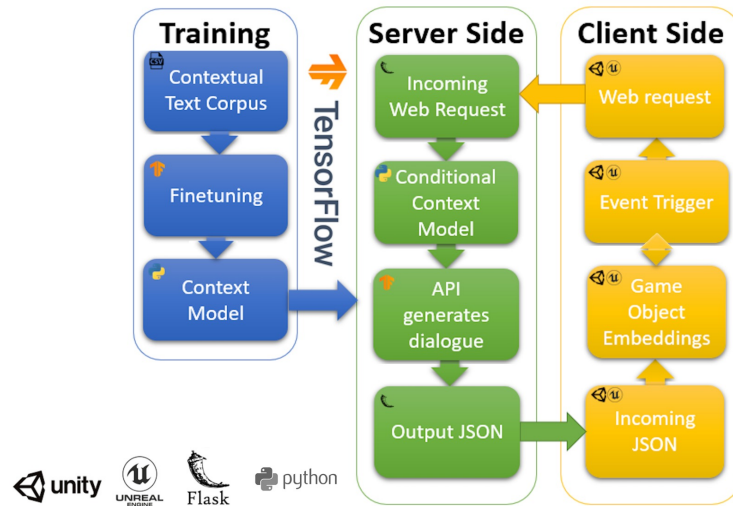 Training
CSV
Contextual
Text Corpus
Finetuning
Context
Model
TensorFlow
Server Side
Incoming
Web Request
Conditional
Context
Model
API
generates
dialogue
Output JSON
Client Side
Web request
Event Trigger
Game
Object
Embeddings
Incoming
JSON
unity
UNREAL
ENGINE
Flask
python